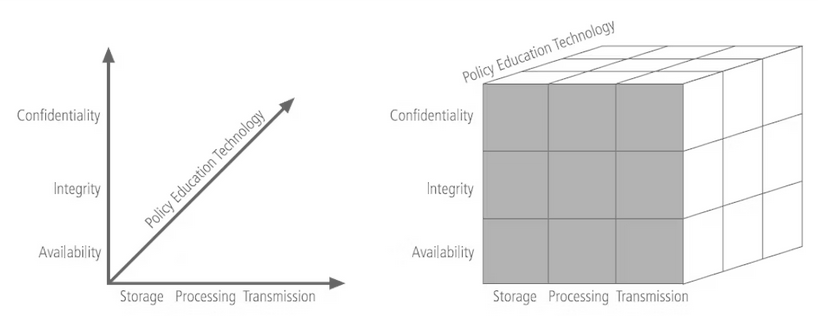 Confidentiality
Integrity
Availability
Policy Education Technology
Storage Processing Transmission
Policy Education Technology
Confidentiality
Integrity
Availability
Storage Processing Transmission